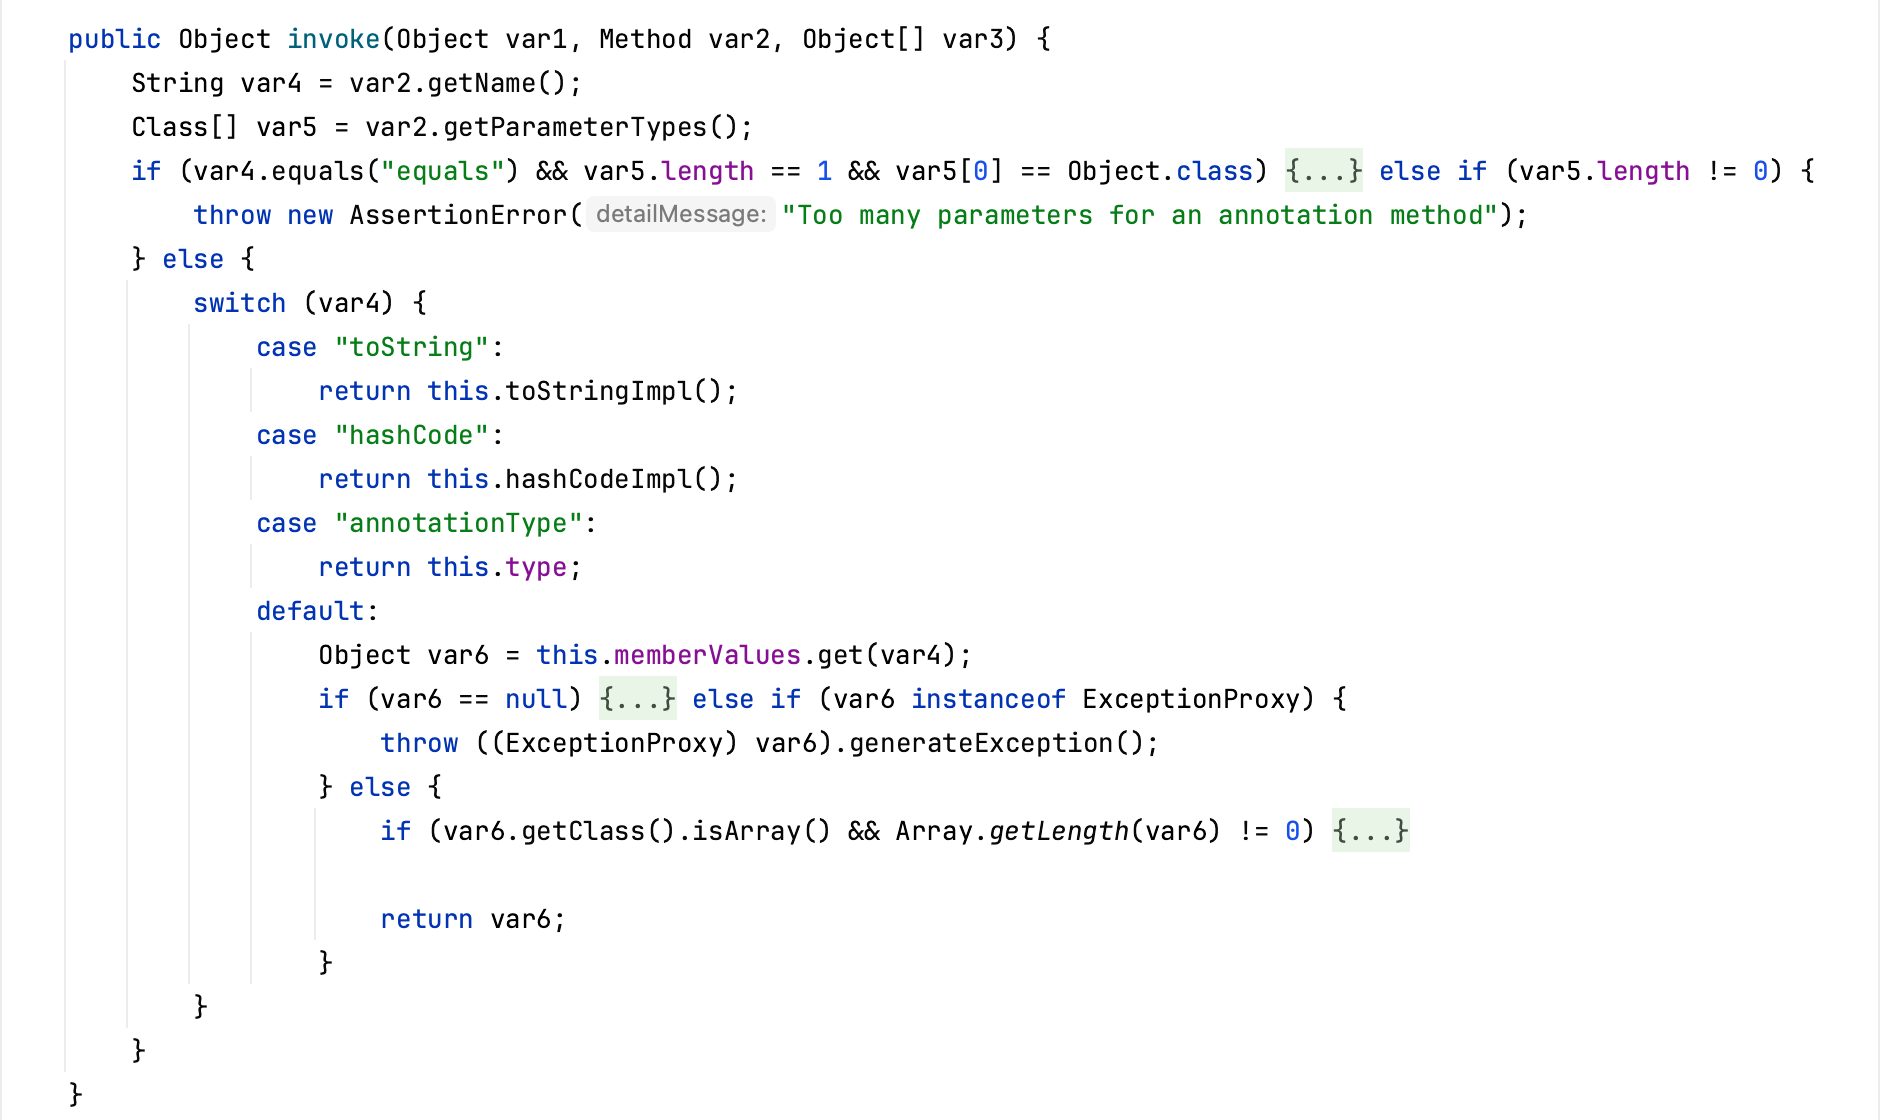 public Object invoke(Object var1, Method var2, Object[] var3) {
    String var4 = var2.getName();
    Class[] var5 = var2.getParameterTypes();
    if (var4.equals("equals") && var5.length == 1 && var5[0] == Object.class) {...} else if (var5.length != 0) {
        throw new AssertionError( detailMessage: "Too many parameters for an annotation method");
    } else {
        switch (var4) {
            case "toString":
                return this.toStringImpl();
            case "hashCode":
                return this.hashCodeImpl();
            case "annotationType":
                return this.type;
            default:
                Object var6 = this.memberValues.get(var4);
                if (var6 == null) {...} else if (var6 instanceof ExceptionProxy) {
                    throw ((ExceptionProxy) var6).generateException();
                } else {
                    if (var6.getClass().isArray() && Array.getLength(var6) != 0) {...}

                    return var6;
                }
        }
    }
}